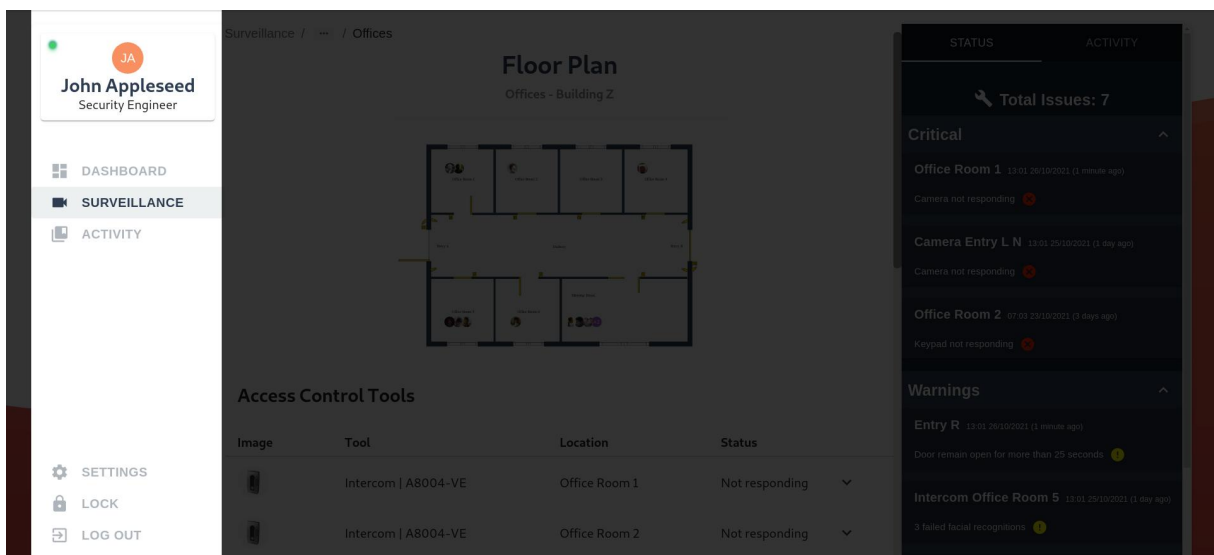 JA
John Appleseed
Security Engineer
DASHBOARD
SURVEILLANCE
ACTIVITY
SETTINGS
LOCK
LOG OUT
Surveillance / ··· / Offices
Floor Plan
Offices - Building Z
Access Control Tools
Image Tool Location Status
Intercom | A8004-VE Office Room 1 Not responding
Intercom | A8004-VE Office Room 2 Not responding
STATUS ACTIVITY
Total Issues: 7
Critical
Office Room 1 13:01 26/10/2021 (1 minute ago)
Camera not responding
Camera Entry L N 13:01 25/10/2021 (1 day ago)
Camera not responding
Office Room 2 07:03 23/10/2021 (3 days ago)
Keypad not responding
Warnings
Entry R 13:01 26/10/2021 (1 minute ago)
Door remain open for more than 25 seconds
Intercom Office Room 5 13:01 25/10/2021 (1 day ago)
3 failed facial recognitions